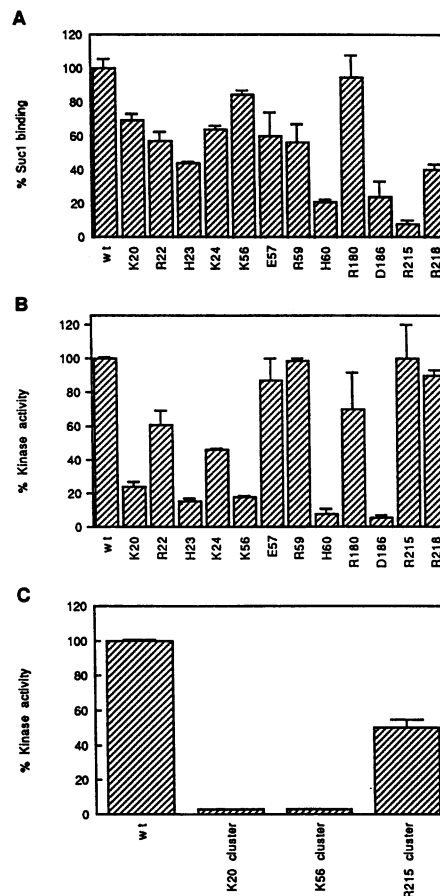 A
120
100
80
60
40
20
0
% Suc1 binding
wt
K20
R22
H23
K24
K56
E57
R59
H60
R180
D186
R215
R218
B
120
100
80
60
40
20
0
% Kinase activity
wt
K20
R22
H23
K24
K56
E57
R59
H60
R180
D186
R215
R218
C
120
100
80
60
40
20
0
% Kinase activity
wt
K20 cluster
K56 cluster
R215 cluster